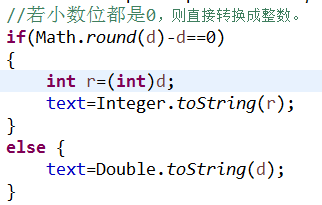 //若小数位都是0，则直接转换成整数。
if(Math.round(d)-d==0)
{
    int r=(int)d;
    text=Integer.toString(r);
}
else {
    text=Double.toString(d);
}